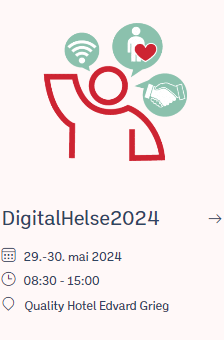 DigitalHelse2024
29.-30. mai 2024
08:30 - 15:00
Quality Hotel Edvard Grieg